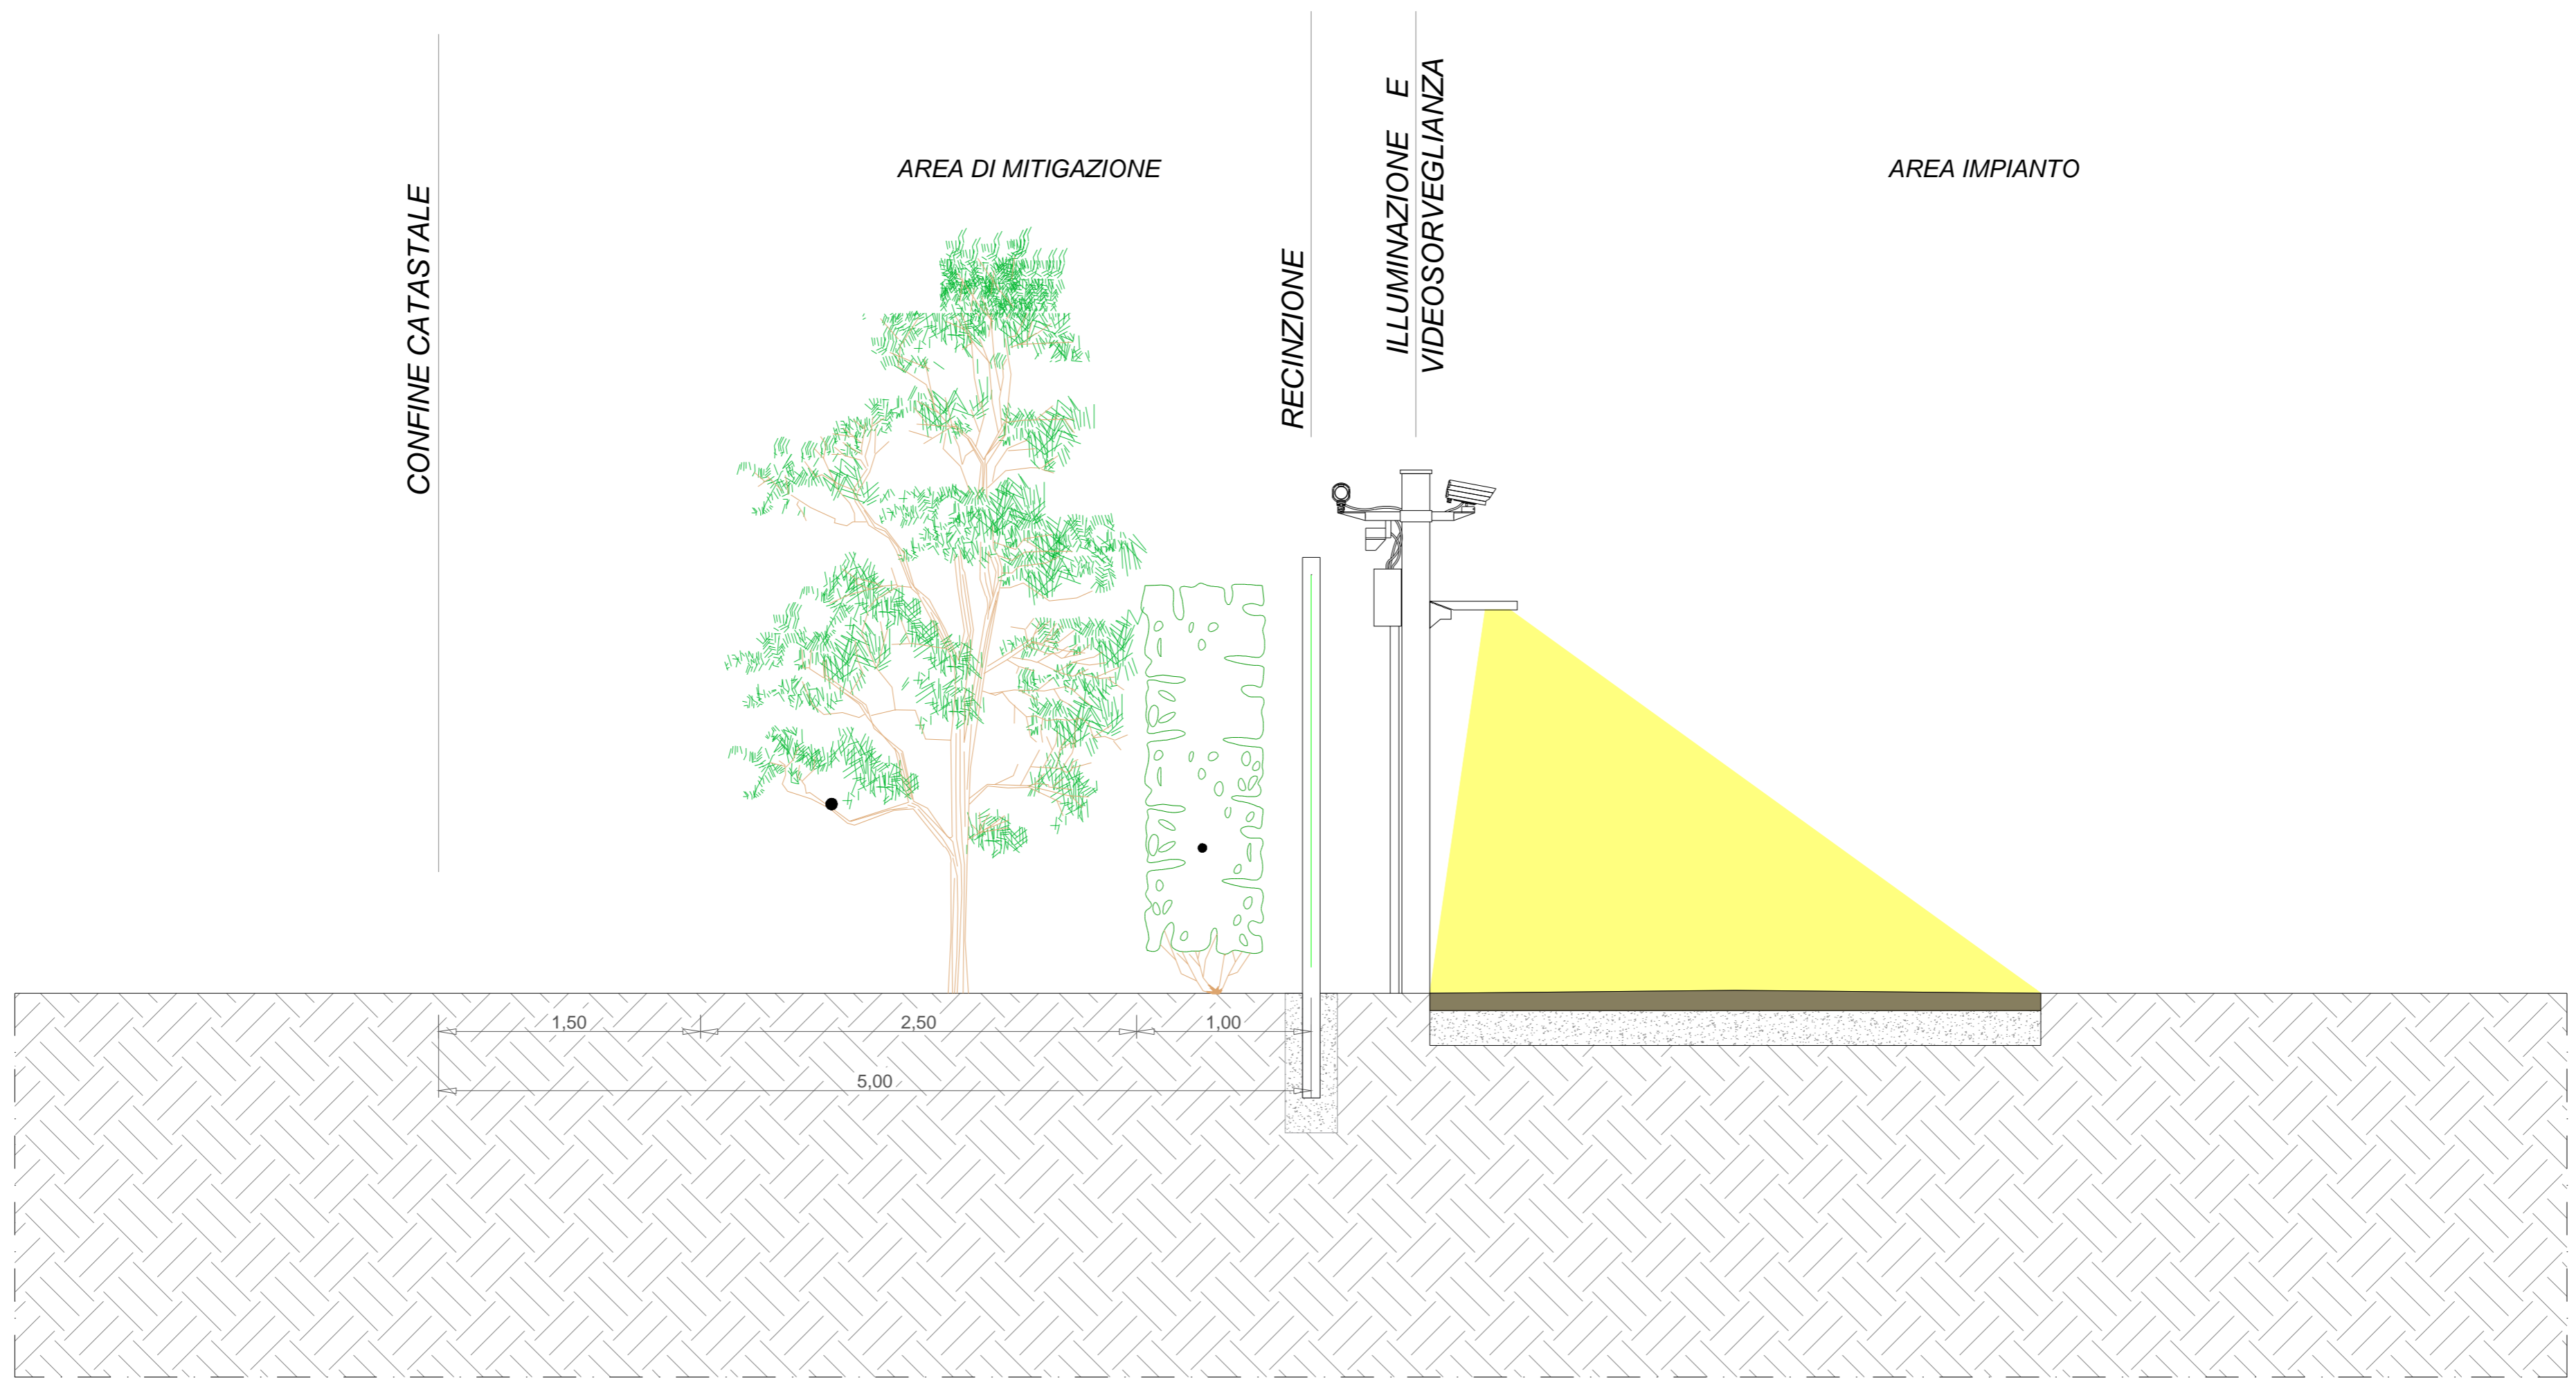 CONFINE CATASTALE
AREA DI MITIGAZIONE
RECINZIONE
ILLUMINAZIONE E
VIDEOSORVEGLIANZA
AREA IMPIANTO
1,50
2,50
1,00
5,00